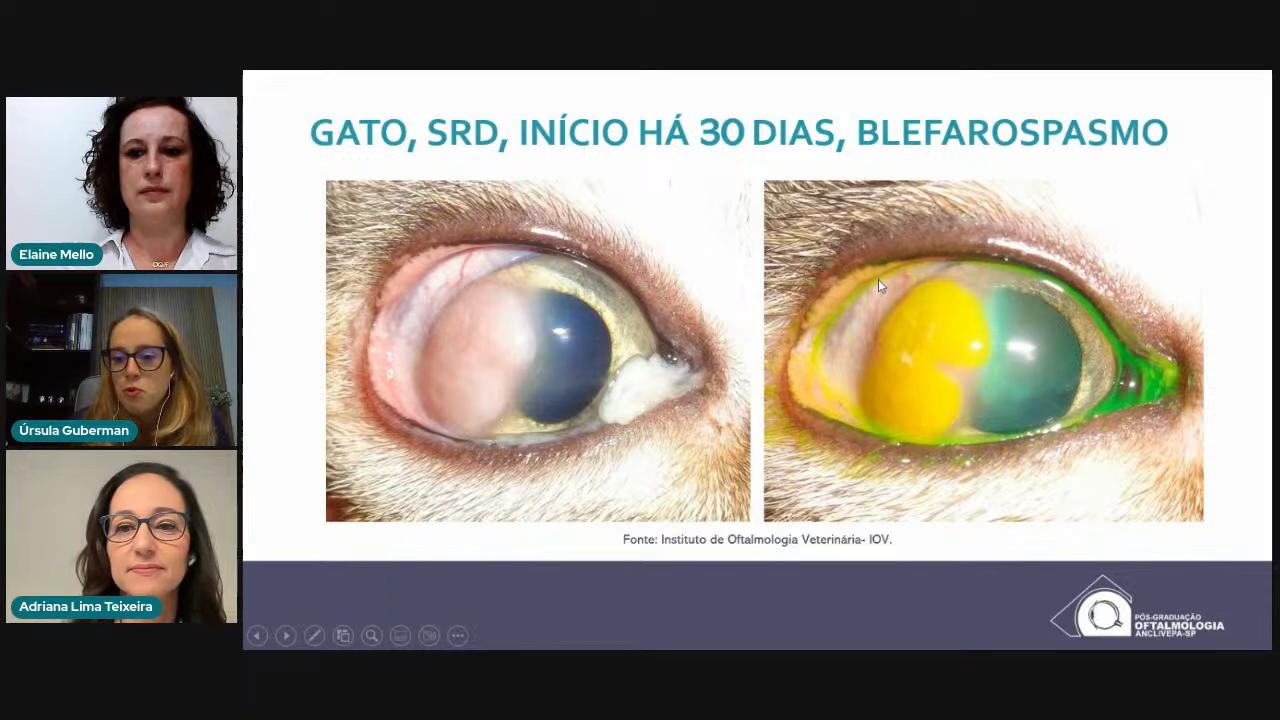 GATO, SRD, INÍCIO HÁ 30 DIAS, BLEFAROSPASMO
Elaine Mello
Úrsula Guberman
Adriana Lima Teixeira
Fonte: Instituto de Oftalmologia Veterinária- IOV.
PÓS-GRADUAÇÃO
OFTALMOLOGIA
ANCLIVEPA-SP